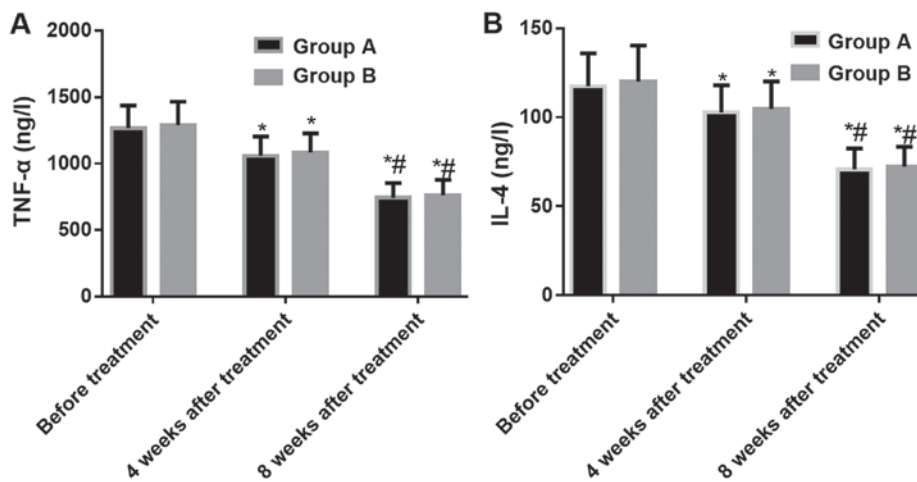 A
TNF-α (ng/l)
2000
1500
1000
500
0
Group A
Group B
*
*
*#
*#
Before treatment
4 weeks after treatment
8 weeks after treatment
B
IL-4 (ng/l)
150
100
50
0
Group A
Group B
*
*
*#
*#
Before treatment
4 weeks after treatment
8 weeks after treatment